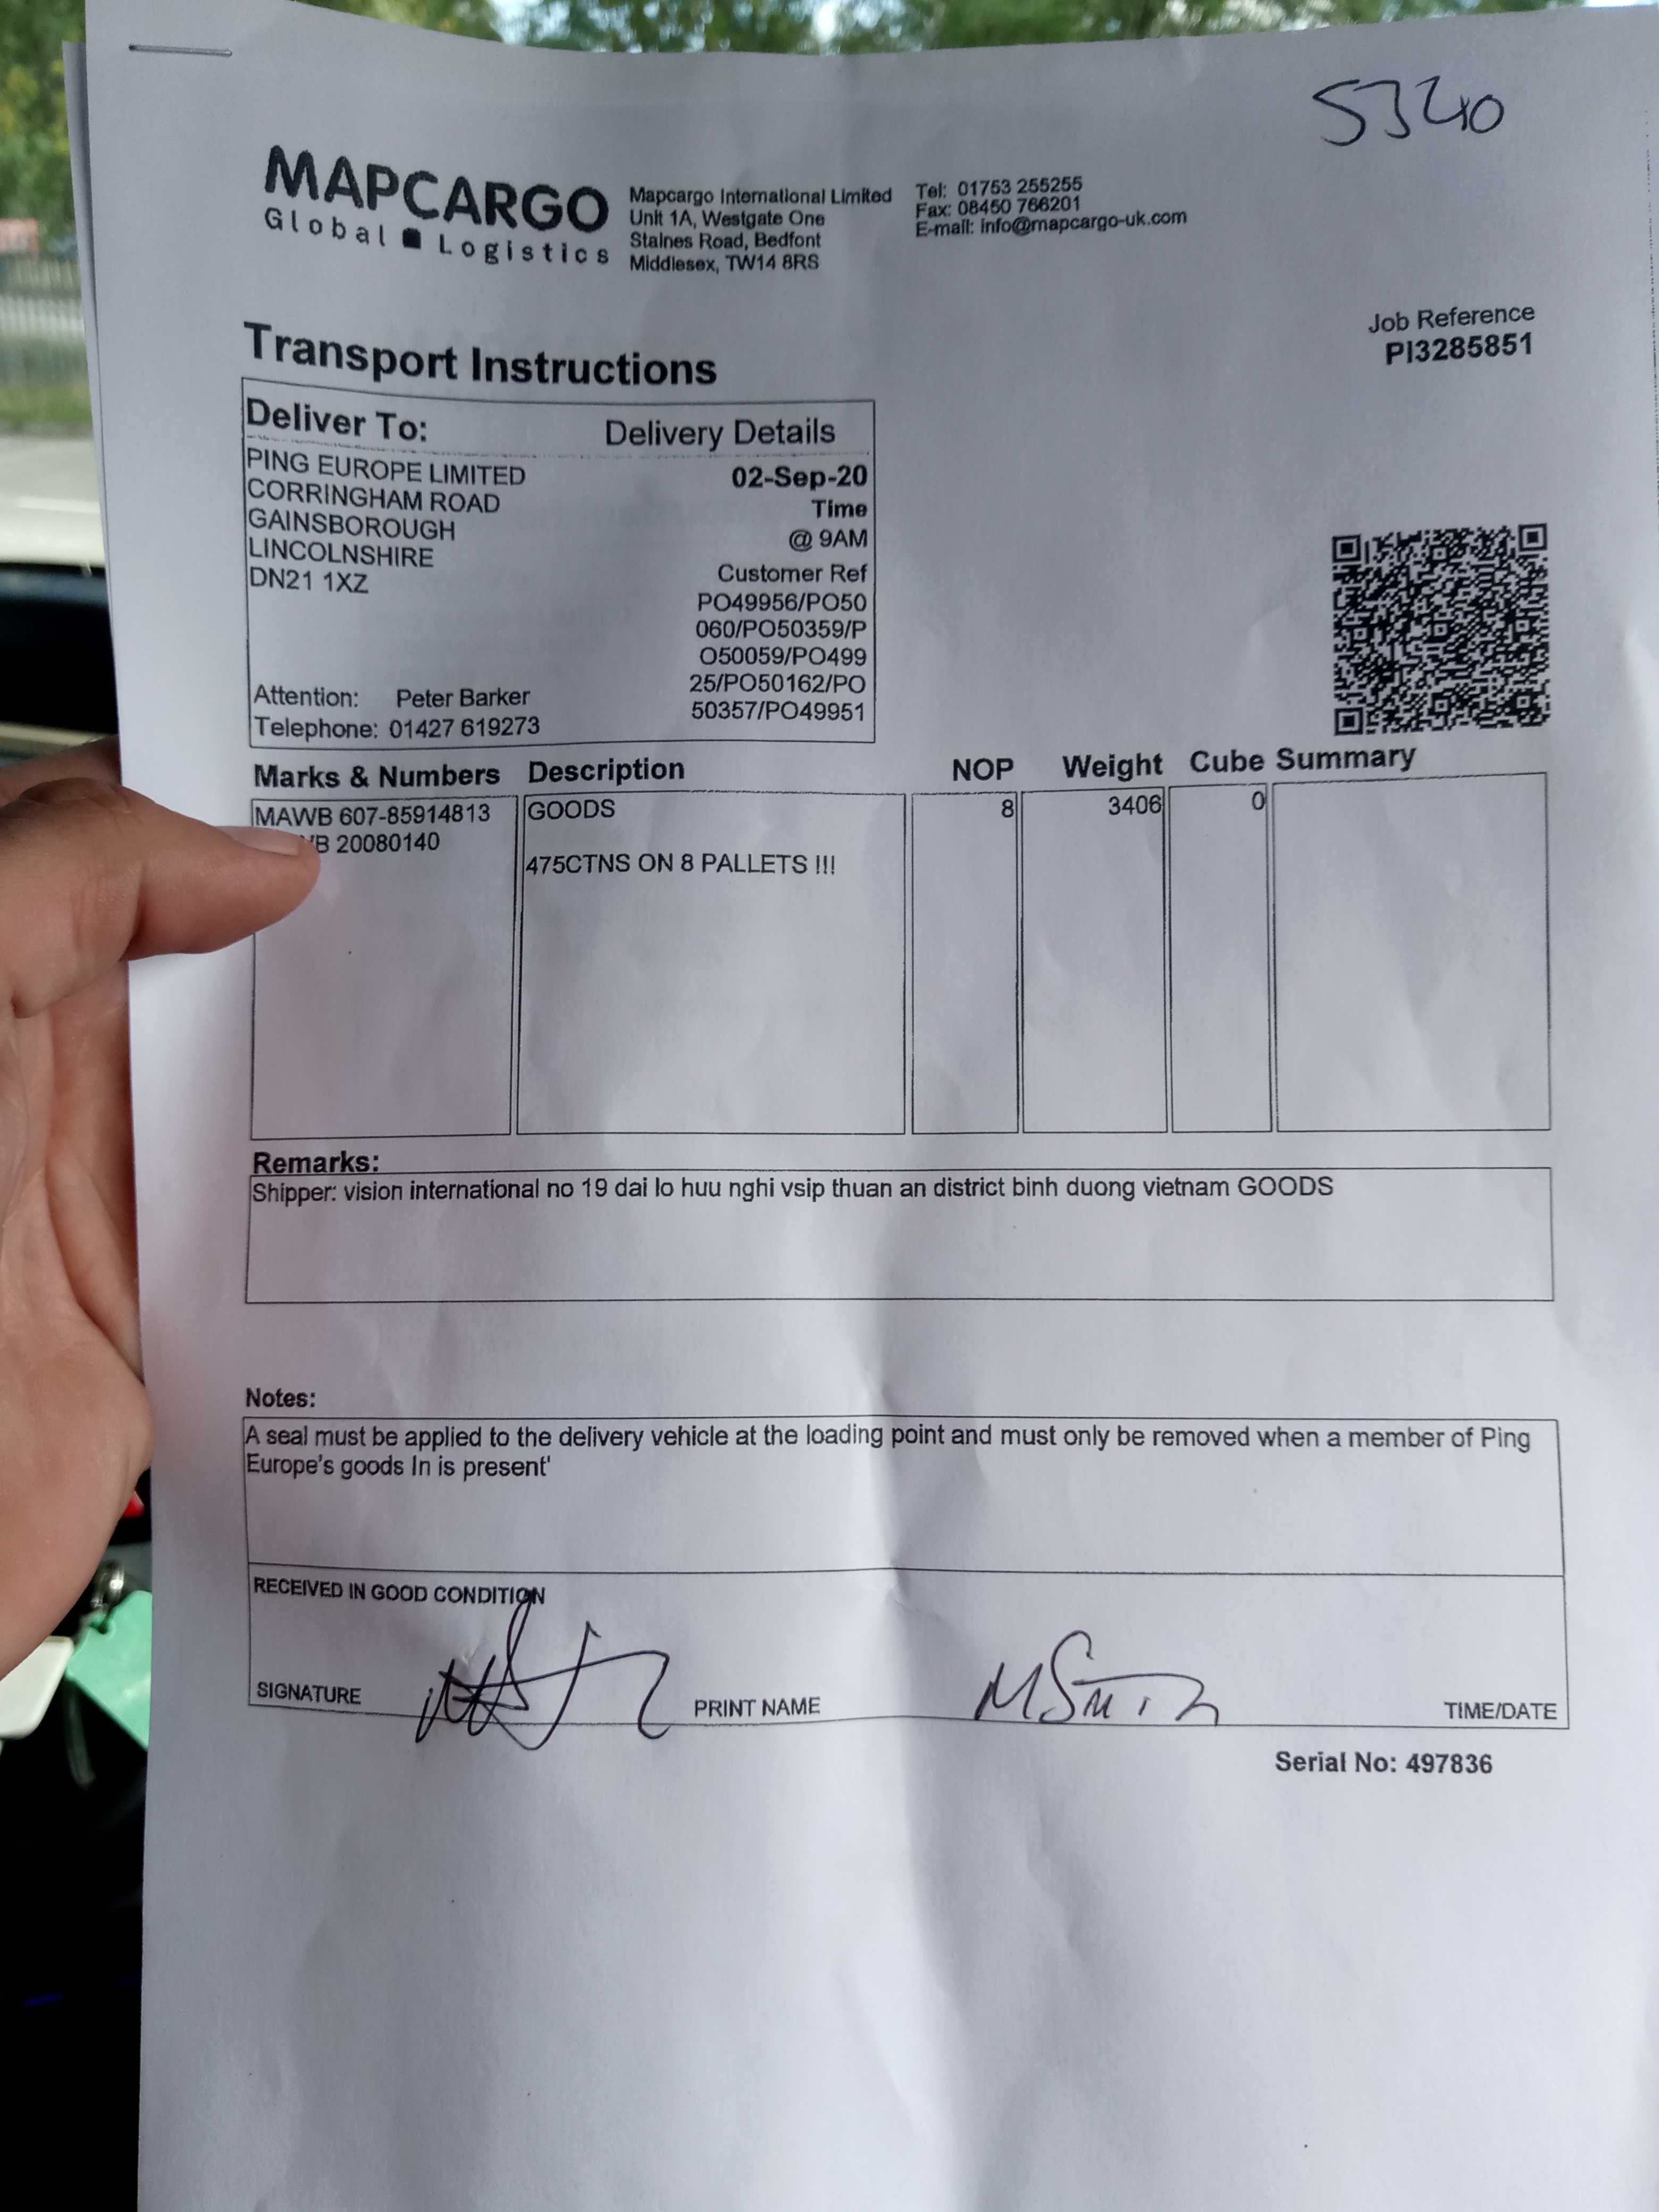 5340
MAPCARGO
Global Logistics
Mapcargo International Limited
Unit 1A, Westgate One
Staines Road, Bedfont
Middlesex, TW14 8RS
Tel: 01753 255255
Fax: 08450 766201
E-mail: info@mapcargo-uk.com
Job Reference
PI3285851
Transport Instructions
Deliver To:
PING EUROPE LIMITED
CORRINGHAM ROAD
GAINSBOROUGH
LINCOLNSHIRE
DN21 1XZ
Attention: Peter Barker
Telephone: 01427 619273
Delivery Details
02-Sep-20
Time
@ 9AM
Customer Ref
PO49956/PO50
060/PO50359/P
O50059/PO499
25/PO50162/PO
50357/PO49951
Marks & Numbers Description NOP Weight Cube Summary
MAWB 607-85914813 GOODS 8 3406 0
20080140
475CTNS ON 8 PALLETS !!!
Remarks:
Shipper: vision international no 19 dai lo huu nghi vsip thuan an district binh duong vietnam GOODS
Notes:
A seal must be applied to the delivery vehicle at the loading point and must only be removed when a member of Ping
Europe's goods In is present'
RECEIVED IN GOOD CONDITION
SIGNATURE PRINT NAME M Smith TIME/DATE
Serial No: 497836